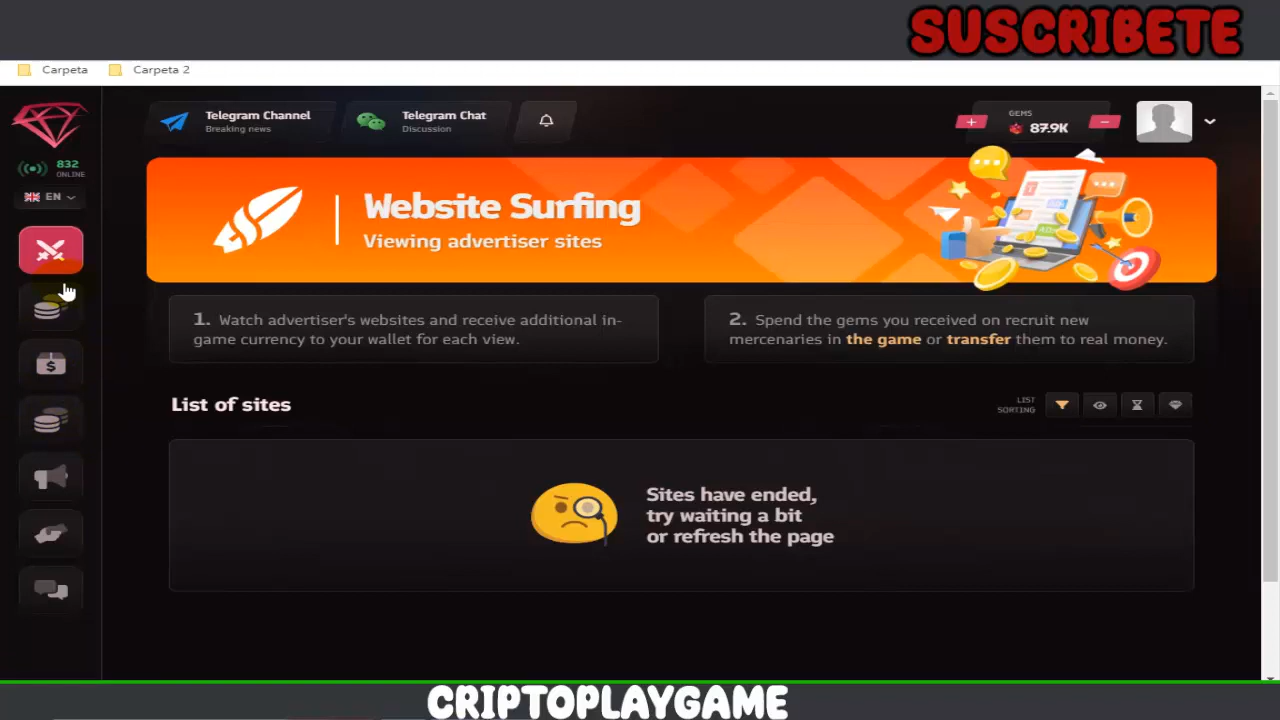 SUSCRIBETE
Carpeta
Carpeta 2
Telegram Channel
Breaking news
Telegram Chat
Discussion
GEMS
87.9K
832
ONLINE
EN
Website Surfing
Viewing advertiser sites
1. Watch advertiser's websites and receive additional in-
game currency to your wallet for each view.
2. Spend the gems you received on recruit new
mercenaries in the game or transfer them to real money.
List of sites
LIST
SORTING
Sites have ended,
try waiting a bit
or refresh the page
CRIPTOPLAYGAME